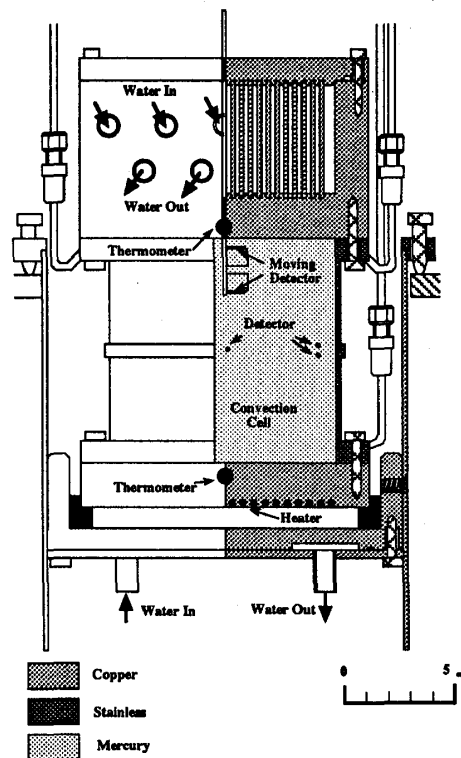 Water In
Water Out
Thermometer
Moving
Detector
Detector
Convection
Cell
Thermometer
Heater
Water In
Water Out
Copper
Stainless
Mercury
0 5